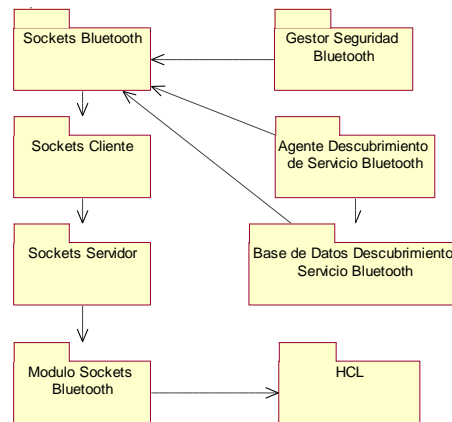 Sockets Bluetooth
Gestor Seguridad
Bluetooth
Sockets Cliente
Agente Descubrimiento
de Servicio Bluetooth
Sockets Servidor
Base de Datos Descubrimiento
Servicio Bluetooth
Modulo Sockets
Bluetooth
HCL